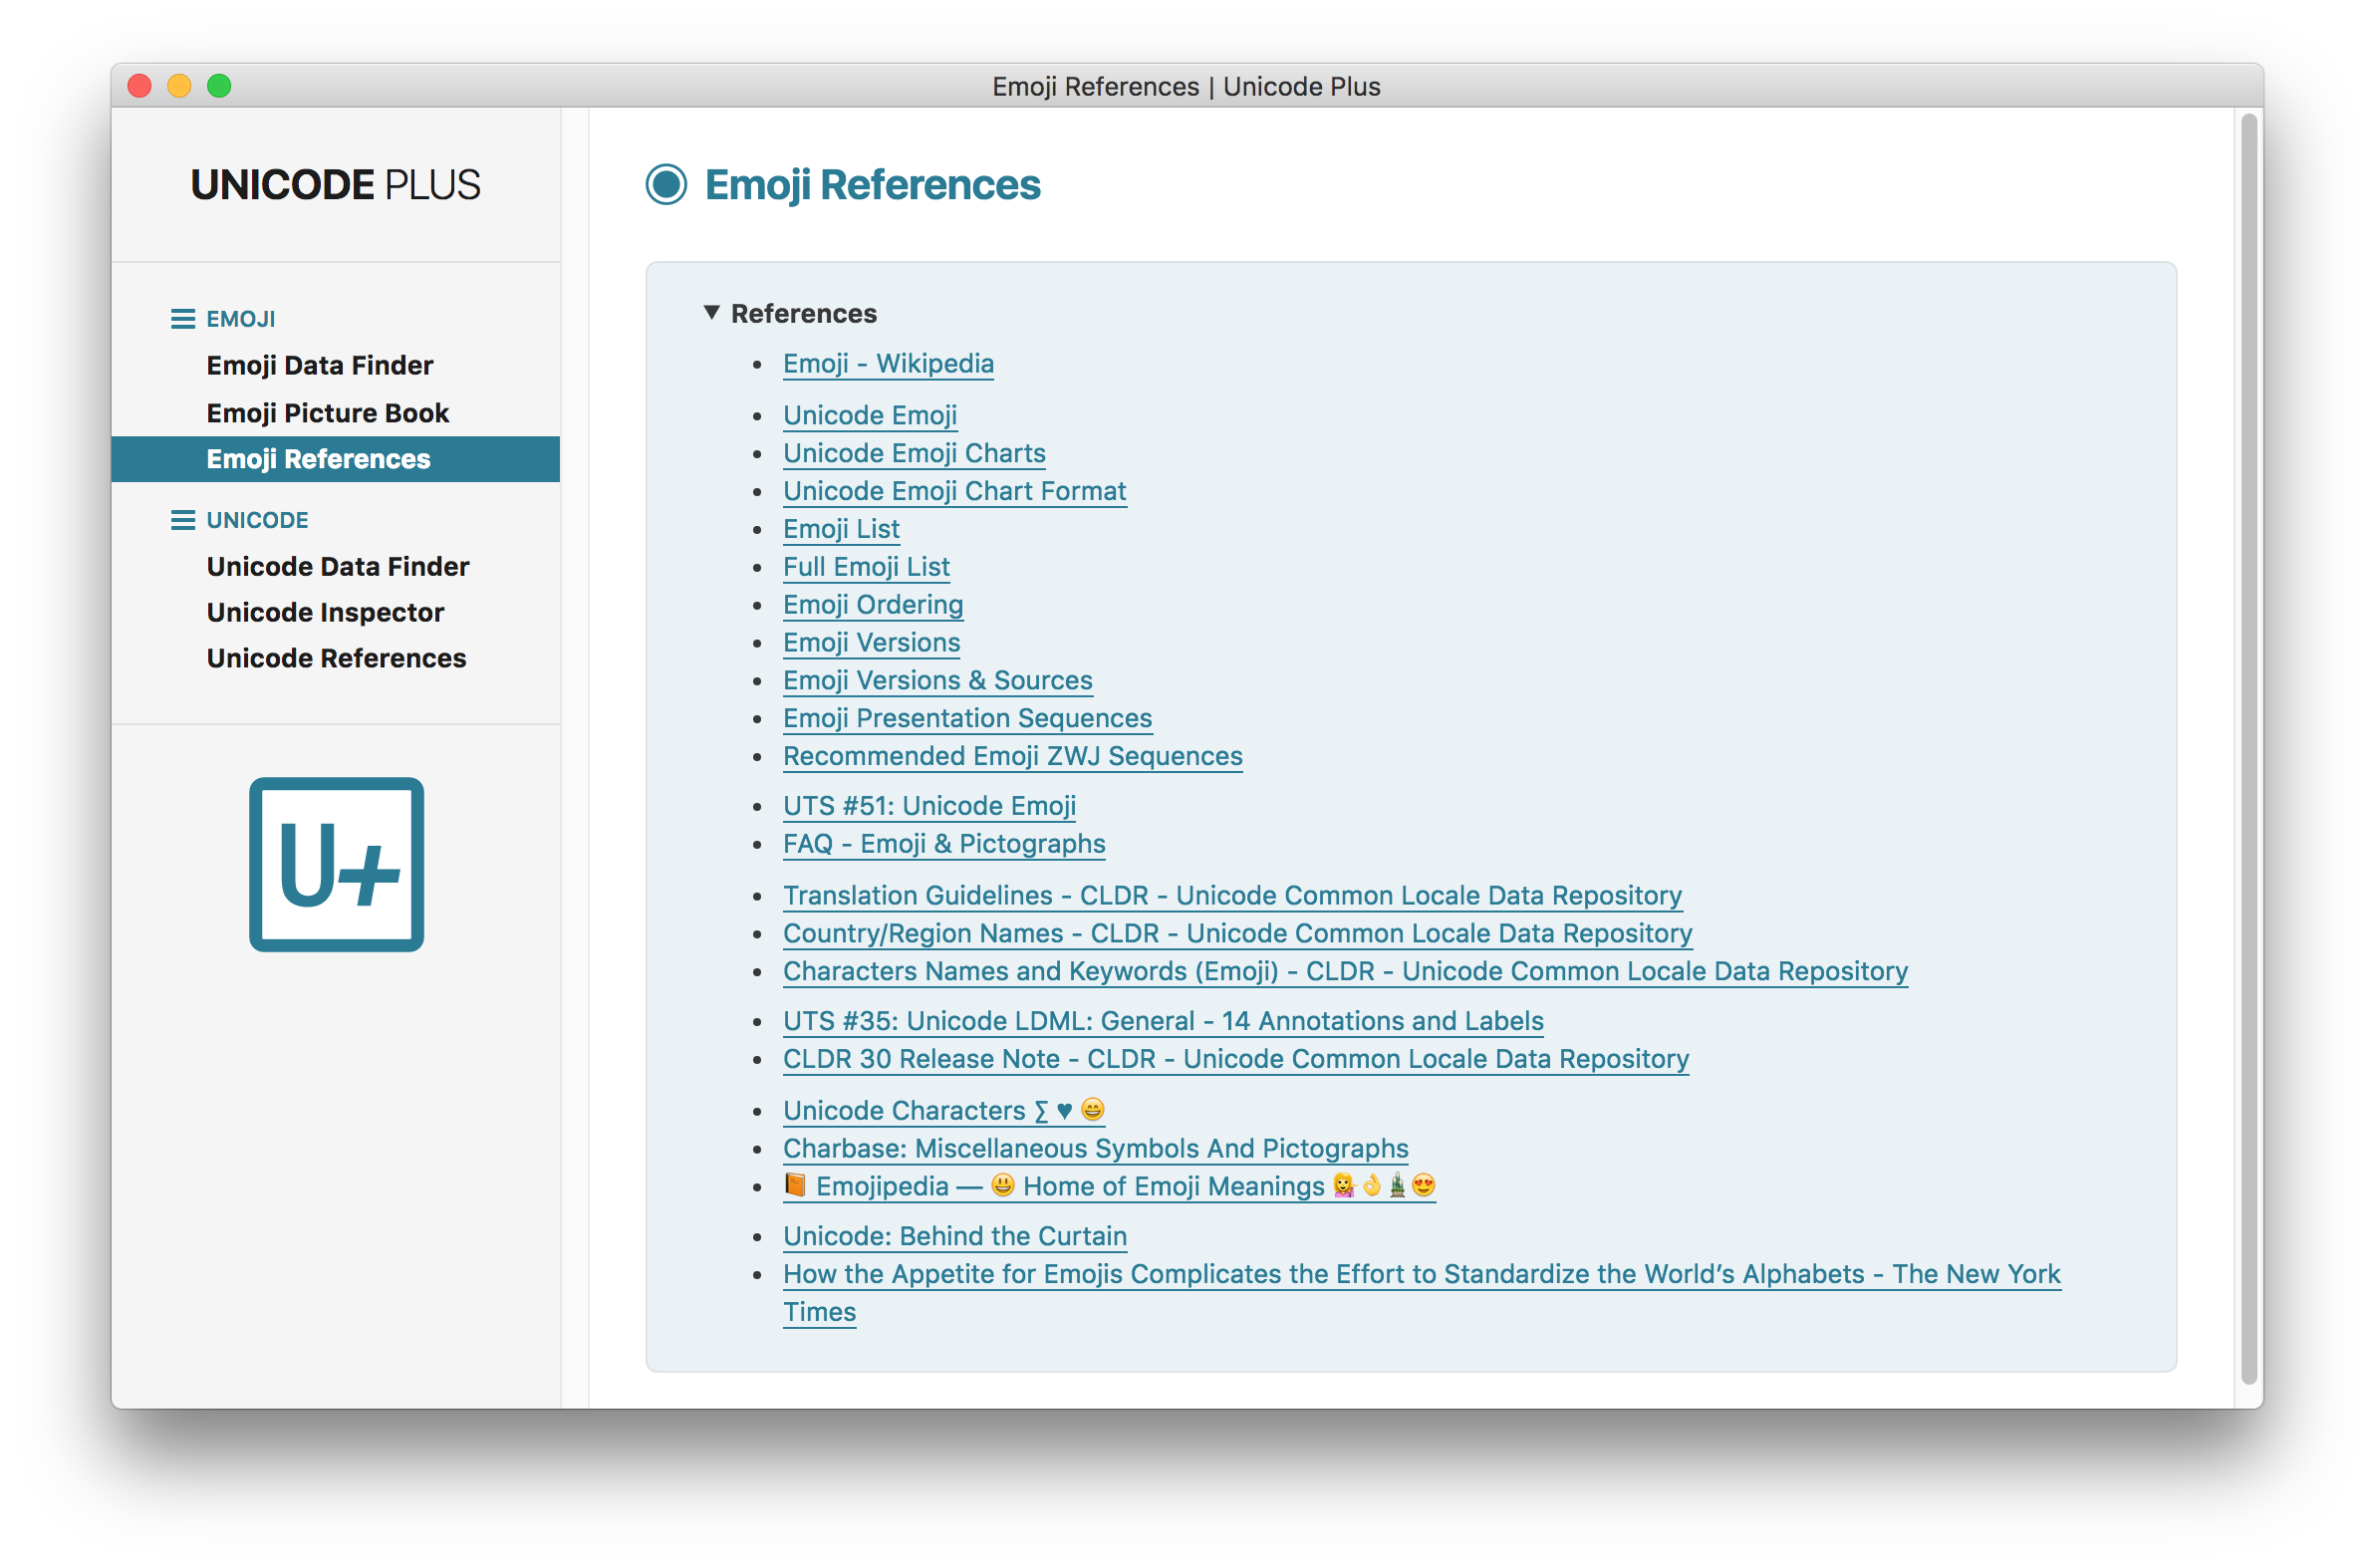 Emoji References | Unicode Plus
UNICODE PLUS
EMOJI
Emoji Data Finder
Emoji Picture Book
Emoji References
UNICODE
Unicode Data Finder
Unicode Inspector
Unicode References
U+
Emoji References
▼ References
• Emoji - Wikipedia
• Unicode Emoji
• Unicode Emoji Charts
• Unicode Emoji Chart Format
• Emoji List
• Full Emoji List
• Emoji Ordering
• Emoji Versions
• Emoji Versions & Sources
• Emoji Presentation Sequences
• Recommended Emoji ZWJ Sequences
• UTS #51: Unicode Emoji
• FAQ - Emoji & Pictographs
• Translation Guidelines - CLDR - Unicode Common Locale Data Repository
• Country/Region Names - CLDR - Unicode Common Locale Data Repository
• Characters Names and Keywords (Emoji) - CLDR - Unicode Common Locale Data Repository
• UTS #35: Unicode LDML: General - 14 Annotations and Labels
• CLDR 30 Release Note - CLDR - Unicode Common Locale Data Repository
• Unicode Characters ∑ ♥ 😄
• Charbase: Miscellaneous Symbols And Pictographs
• 📙 Emojipedia — 😃 Home of Emoji Meanings 💁👌🎍😍
• Unicode: Behind the Curtain
• How the Appetite for Emojis Complicates the Effort to Standardize the World’s Alphabets - The New York
Times